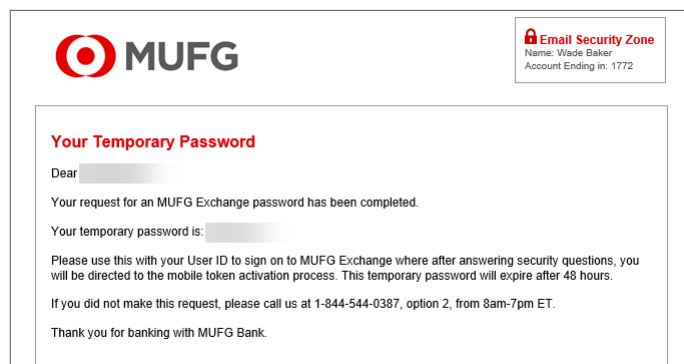 MUFG
Email Security Zone
Name: Wade Baker
Account Ending in: 1772
Your Temporary Password
Dear
Your request for an MUFG Exchange password has been completed.
Your temporary password is:
Please use this with your User ID to sign on to MUFG Exchange where after answering security questions, you
will be directed to the mobile token activation process. This temporary password will expire after 48 hours.
If you did not make this request, please call us at 1-844-544-0387, option 2, from 8am-7pm ET.
Thank you for banking with MUFG Bank.